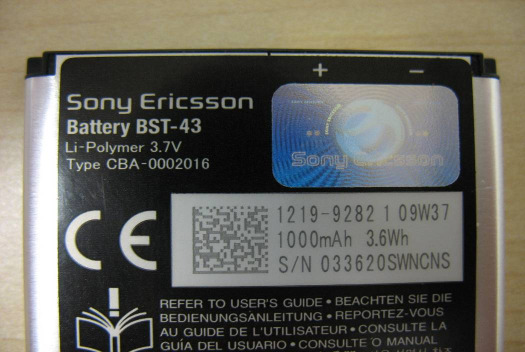 + −
Sony Ericsson
Battery BST-43
Li-Polymer 3.7V
Type CBA-0002016
Sony Ericsson
CE
1219-9282 1 09W37
1000mAh 3.6Wh
S/N 033620SWNCNS
REFER TO USER'S GUIDE • BEACHTEN SIE DIE
BEDIENUNGSANLEITUNG • REPORTEZ-VOUS
AU GUIDE DE L'UTILISATEUR • CONSULTE LA
GUÍA DEL USUARIO • CONSULTE O MANUAL